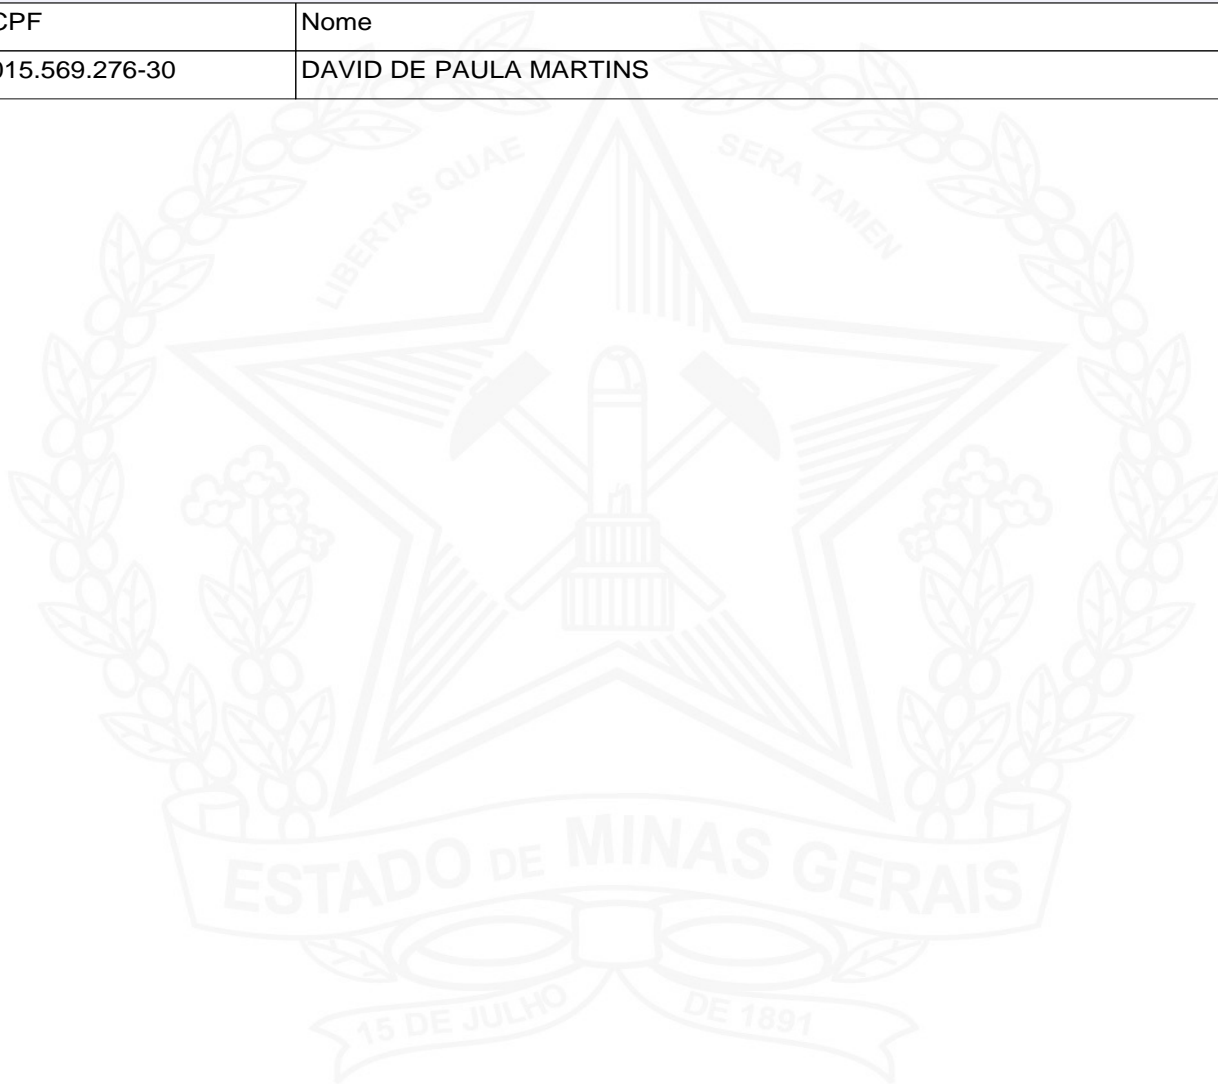 CPF Nome
015.569.276-30 DAVID DE PAULA MARTINS
LIBERTAS QUAE SERA TAMEN
ESTADO DE MINAS GERAIS
15 DE JULHO DE 1891